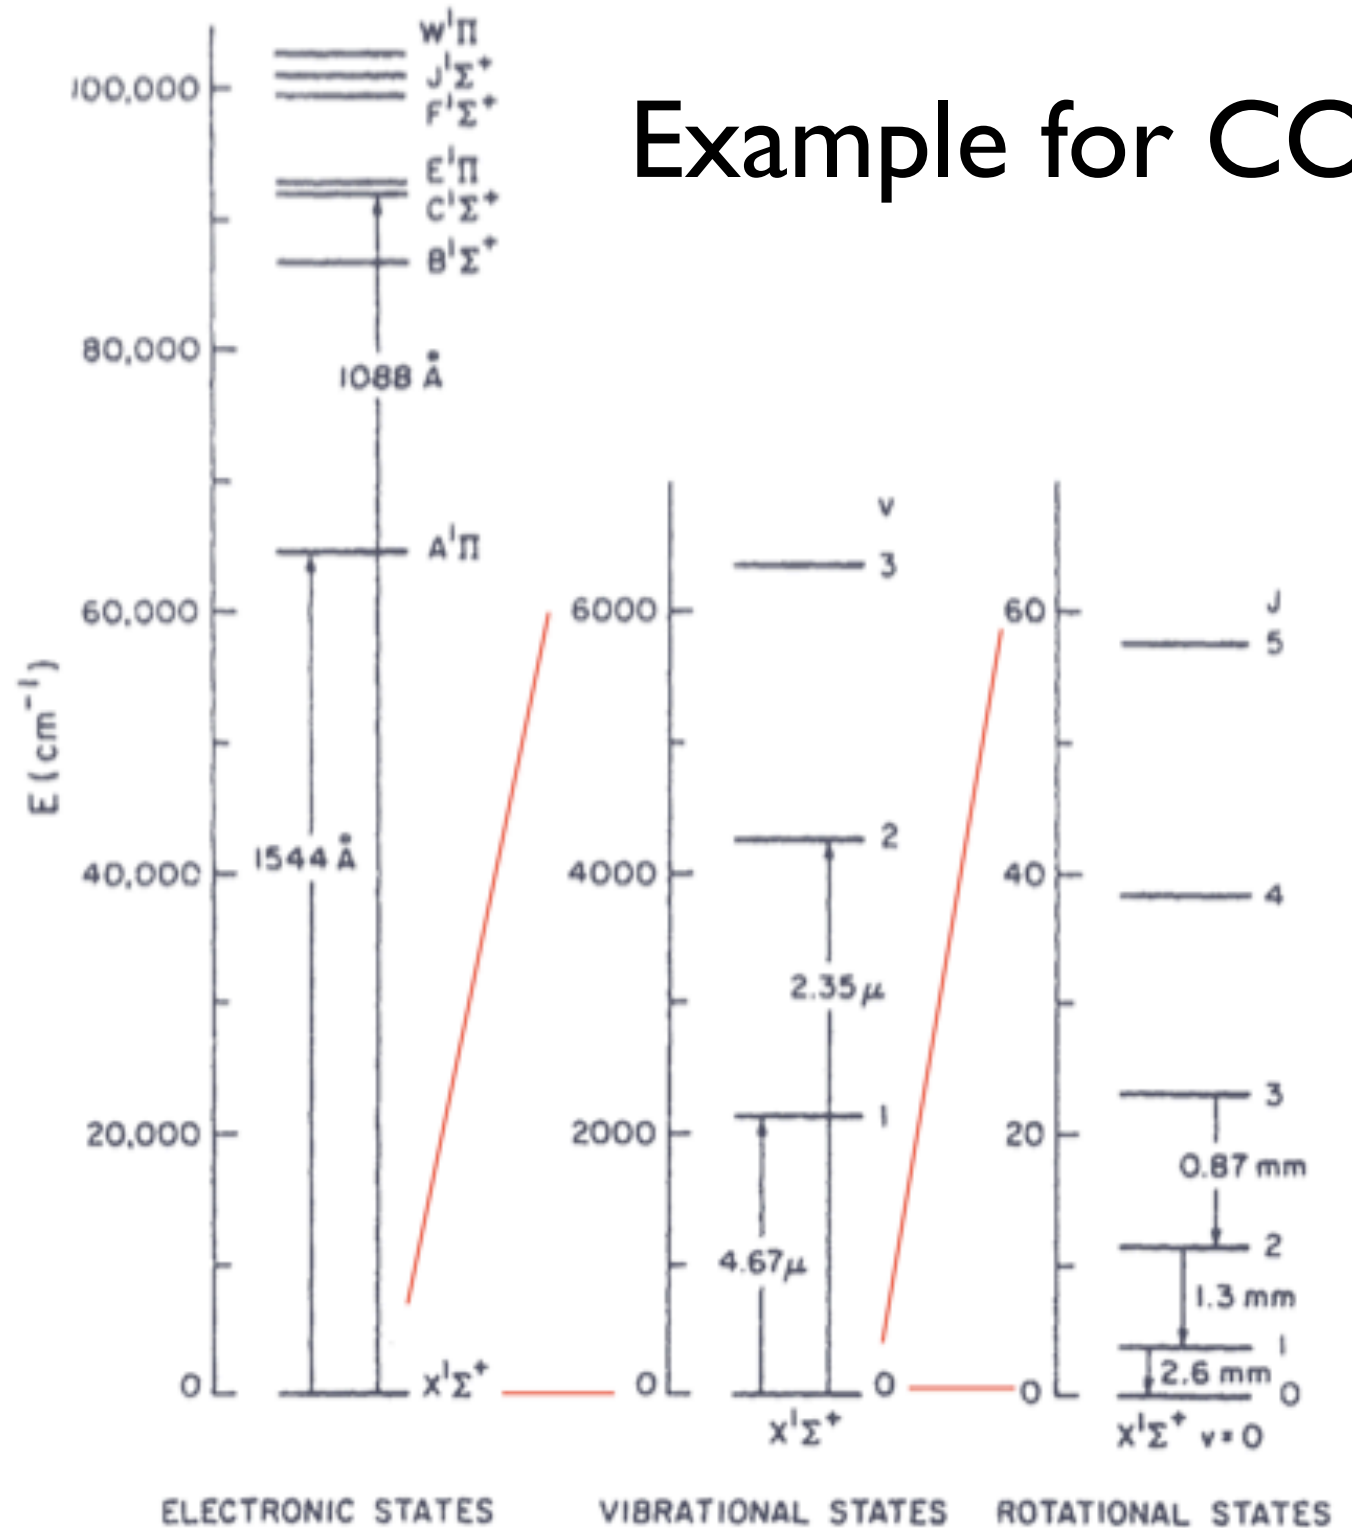 Example for CO
E (cm⁻¹)
100,000
80,000
60,000
40,000
20,000
0
W¹Π
J¹Σ⁺
F¹Σ⁺
E¹Π
C¹Σ⁺
B¹Σ⁺
1088 Å
A¹Π
1544 Å
X¹Σ⁺
ELECTRONIC STATES
6000
4000
2000
0
v
3
2
2.35μ
1
4.67μ
0
X¹Σ⁺
VIBRATIONAL STATES
60
40
20
0
J
5
4
3
0.87 mm
2
1.3 mm
1
2.6 mm
0
X¹Σ⁺ v=0
ROTATIONAL STATES